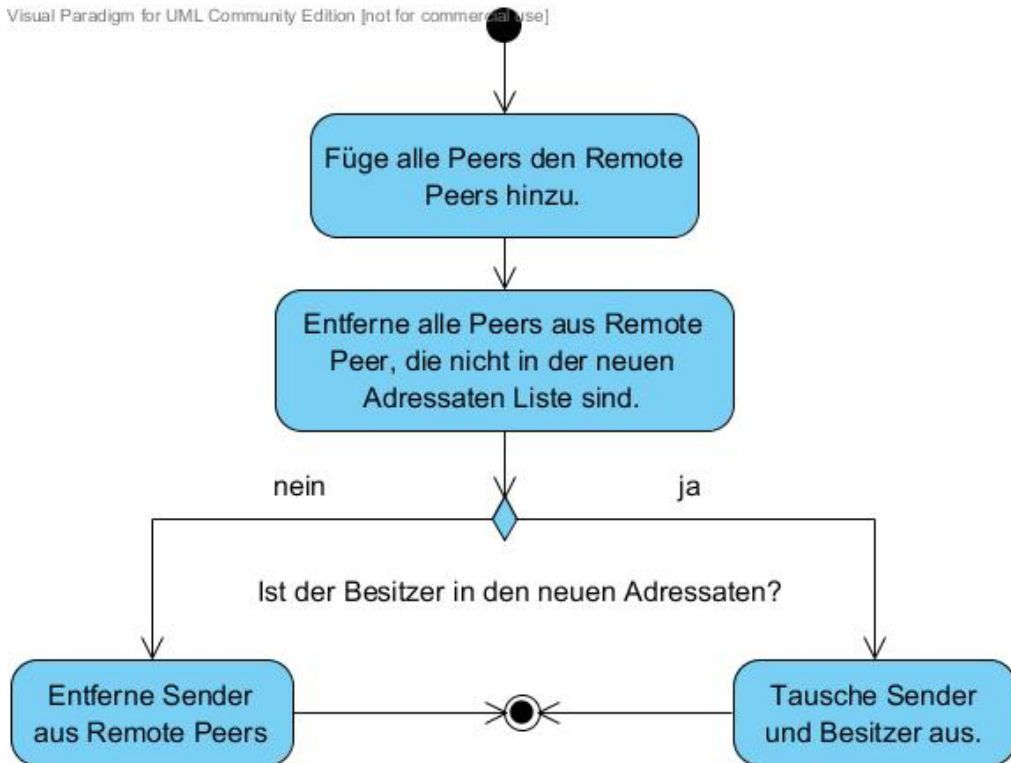 Visual Paradigm for UML Community Edition [not for commercial use]
Füge alle Peers den Remote
Peers hinzu.
Entferne alle Peers aus Remote
Peer, die nicht in der neuen
Adressaten Liste sind.
nein
ja
Ist der Besitzer in den neuen Adressaten?
Entferne Sender
aus Remote Peers
Tausche Sender
und Besitzer aus.